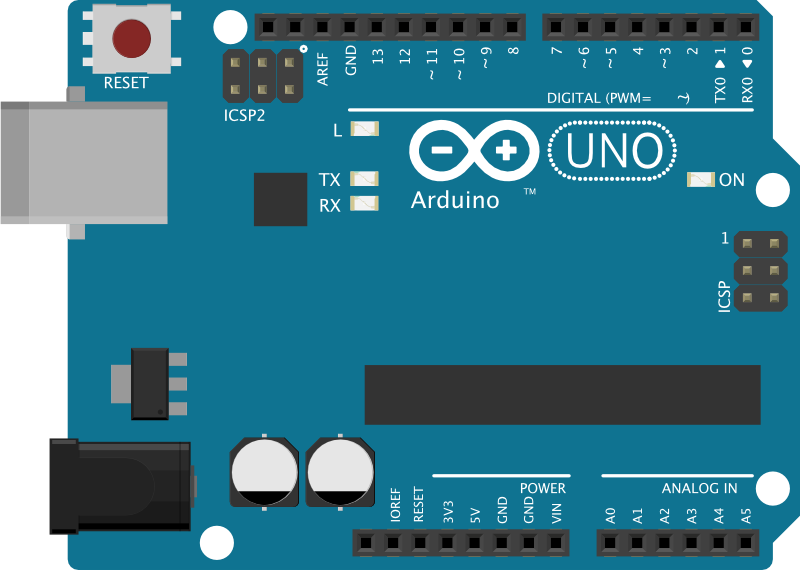 RESET
ICSP2
AREF
GND
13
12
~11
~10
~9
8
7
~6
~5
4
~3
2
TX0▶1
RX0◀0
DIGITAL (PWM= ~)
L
TX
RX
Arduino
™
UNO
ON
1
ICSP
POWER
ANALOG IN
IOREF
RESET
3V3
5V
GND
GND
VIN
A0
A1
A2
A3
A4
A5